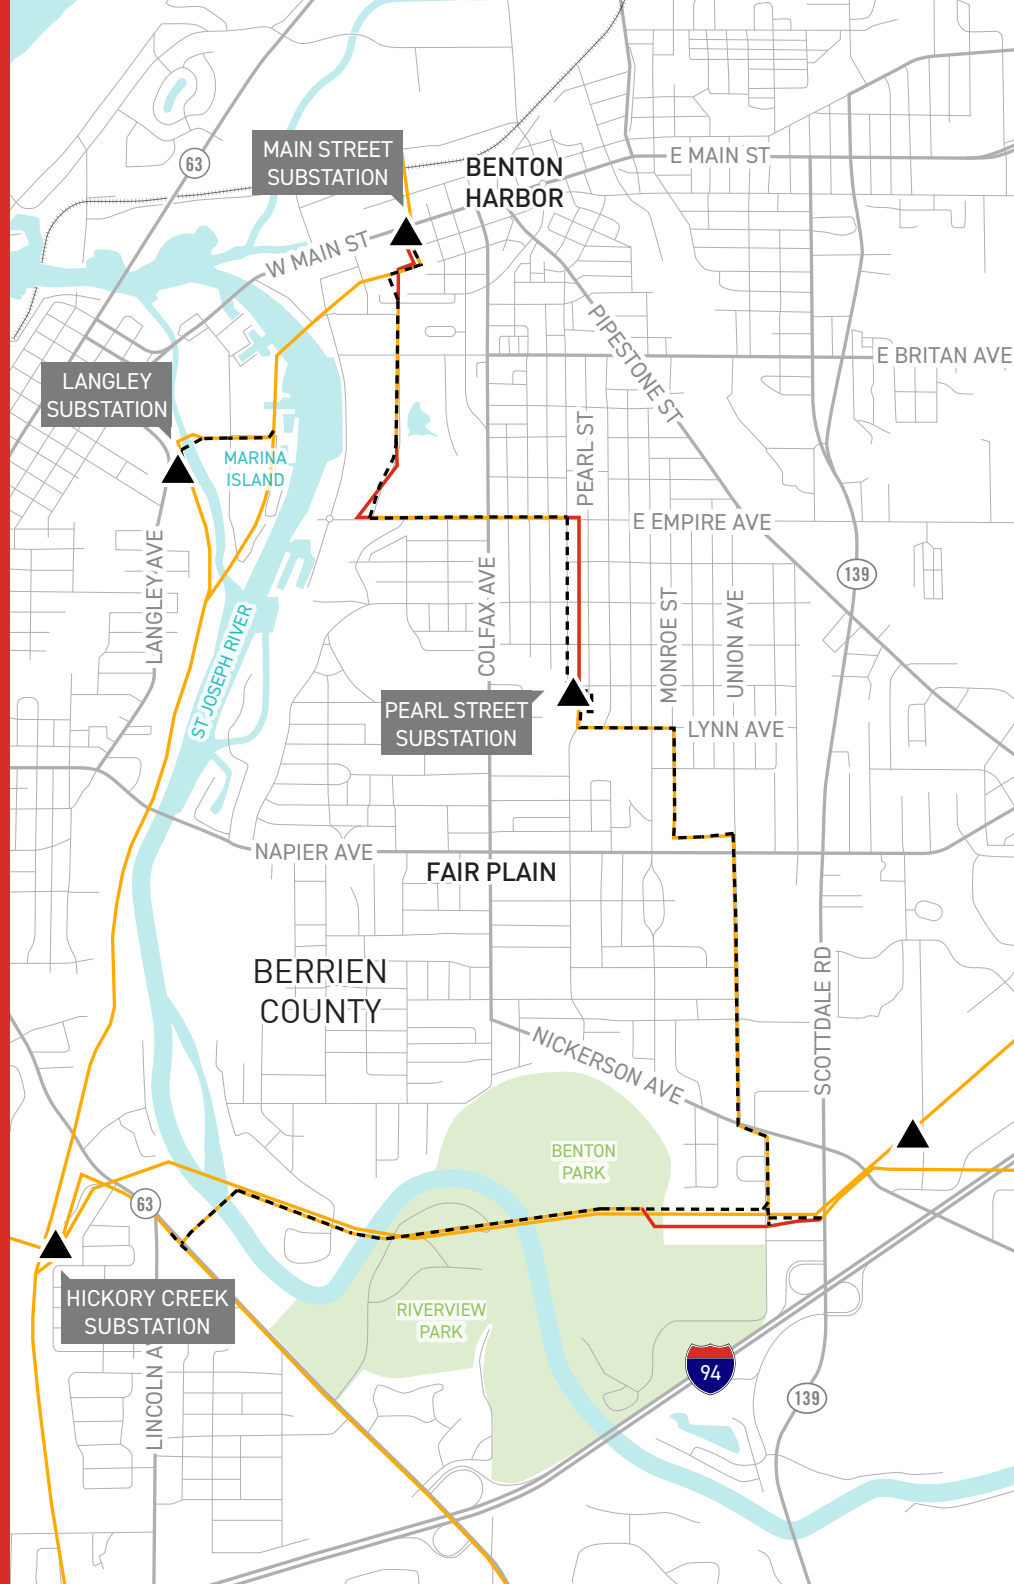 MAIN STREET
SUBSTATION
63
BENTON
HARBOR
E MAIN ST
W MAIN ST
PIPESTONE ST
E BRITAN AVE
LANGLEY
SUBSTATION
MARINA
ISLAND
PEARL ST
E EMPIRE AVE
139
LANGLEY AVE
COLFAX AVE
MONROE ST
UNION AVE
ST JOSEPH RIVER
PEARL STREET
SUBSTATION
LYNN AVE
NAPIER AVE
FAIR PLAIN
BERRIEN
COUNTY
SCOTTDALE RD
NICKERSON AVE
BENTON
PARK
63
HICKORY CREEK
SUBSTATION
RIVERVIEW
PARK
94
139
LINCOLN A